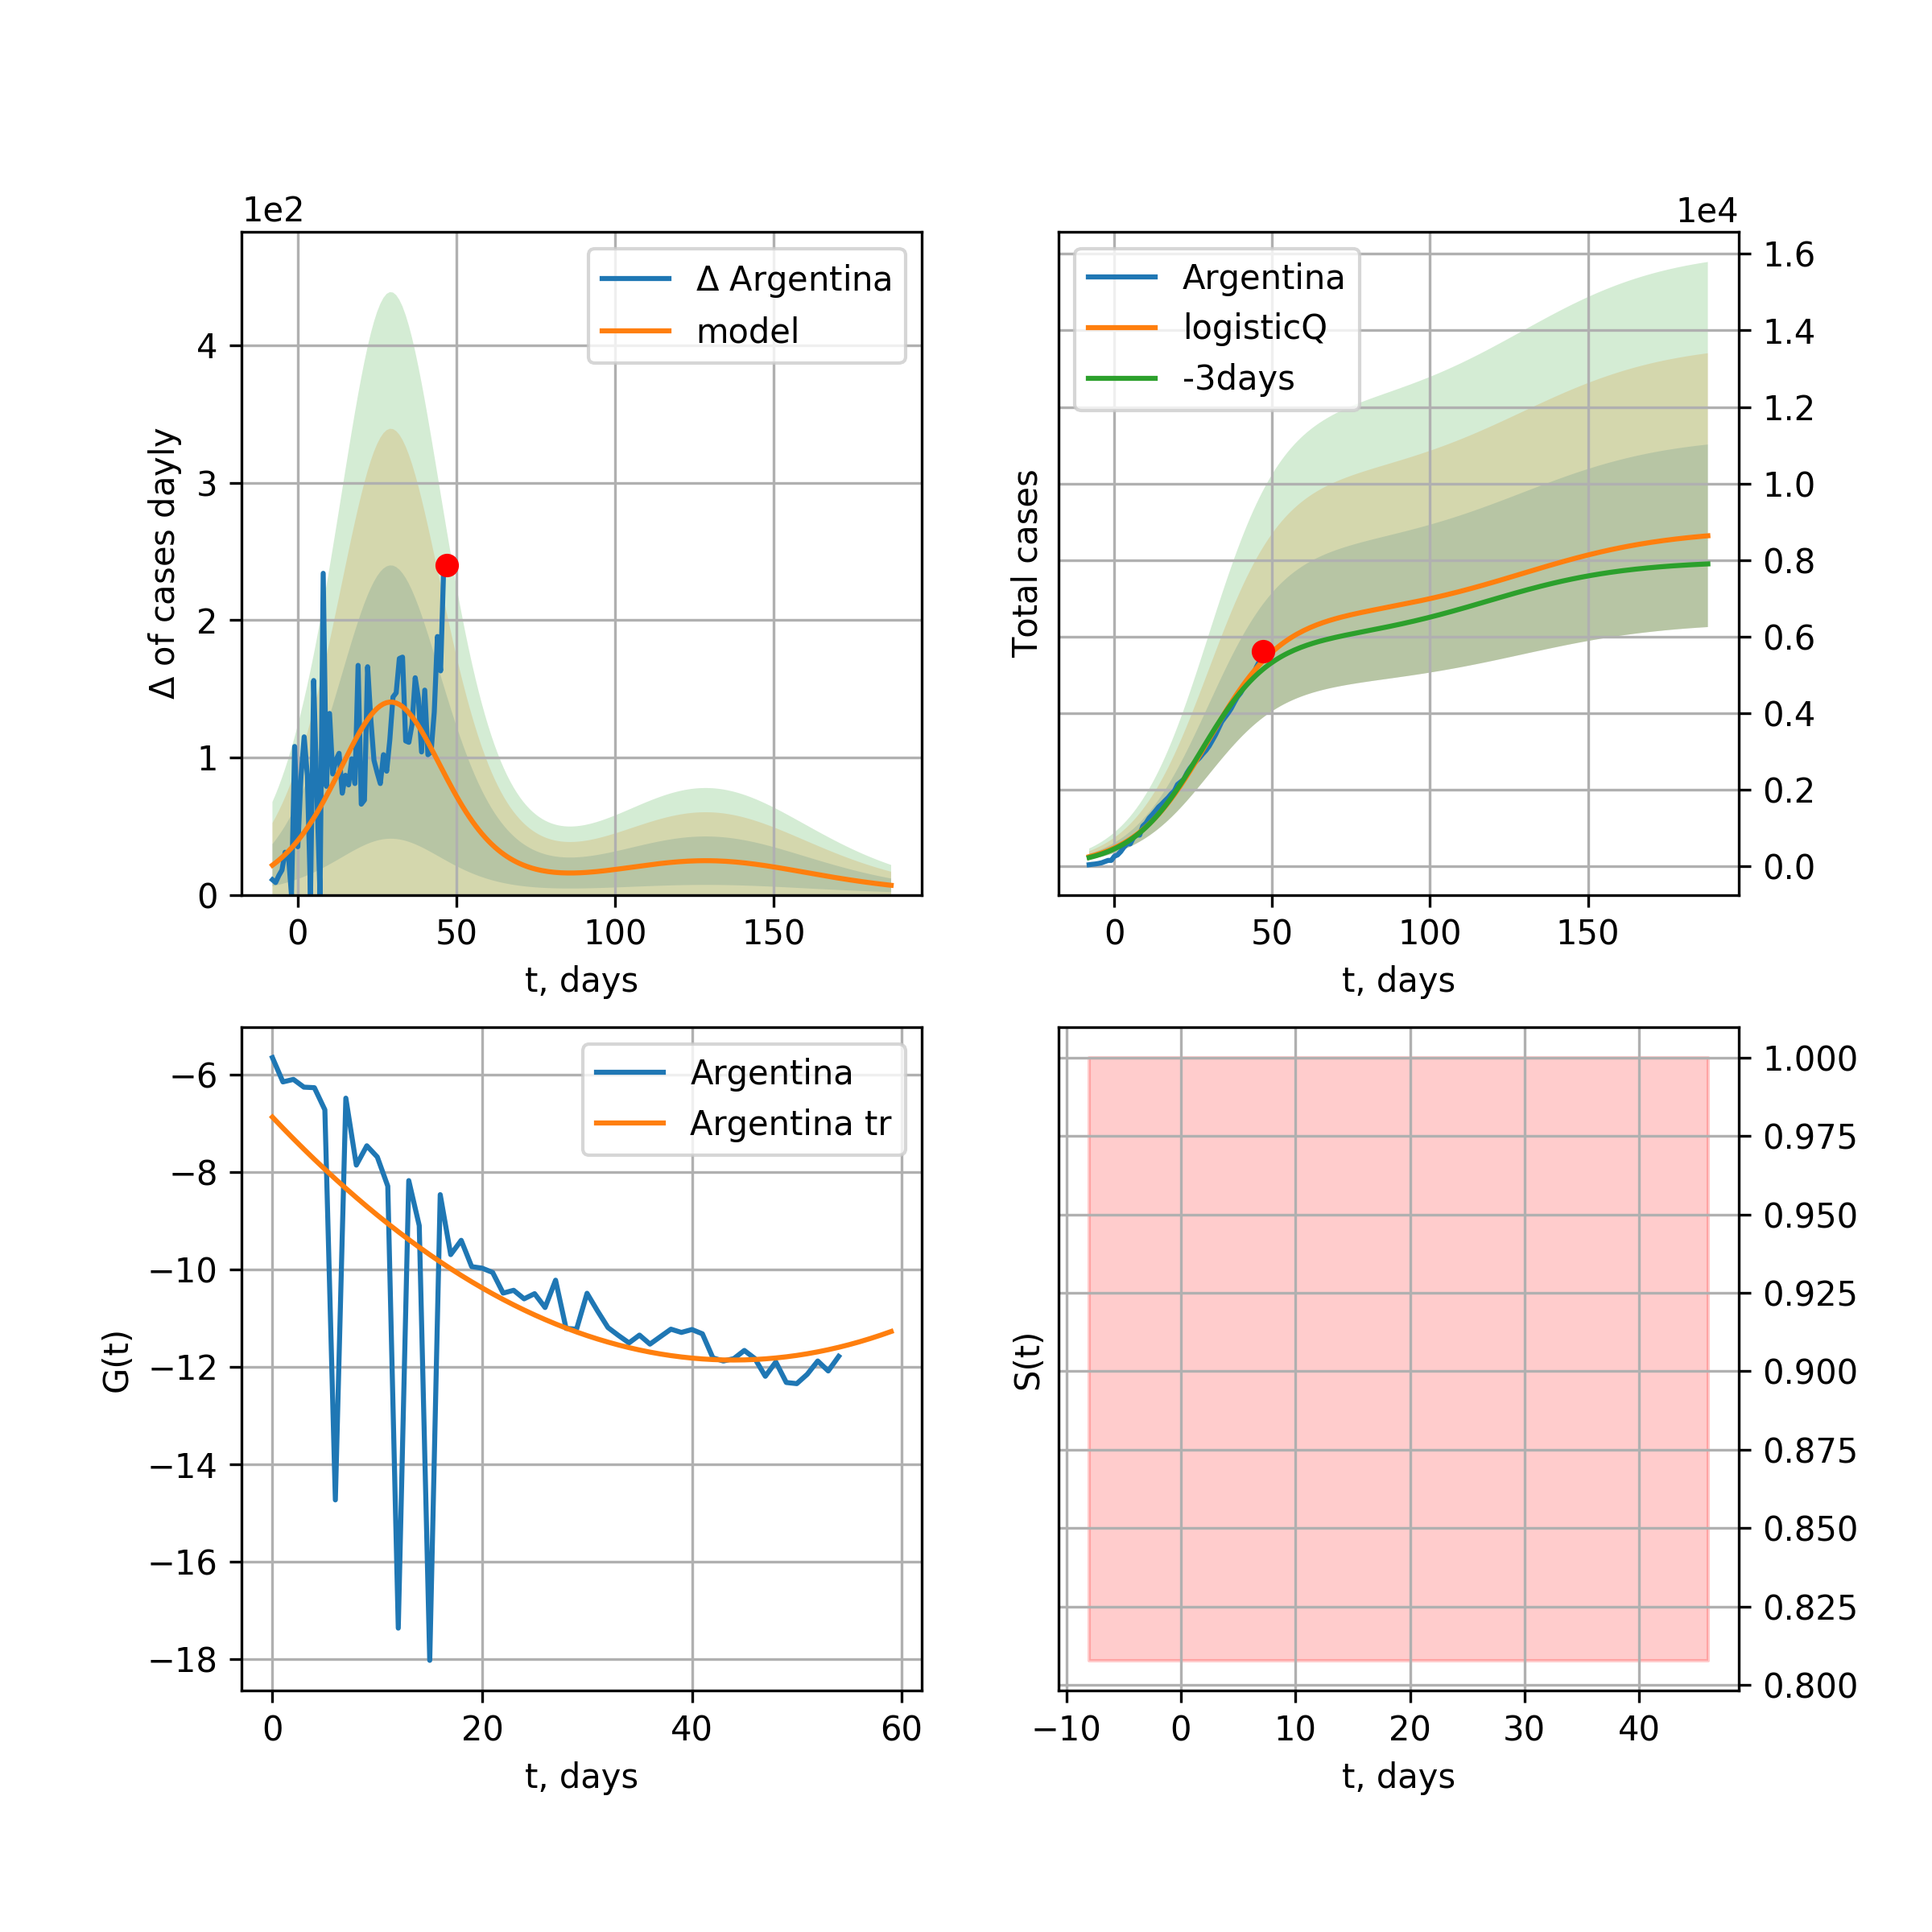 1e2
Δ of cases dayly
4
3
2
1
0
0 50 100 150
t, days
Δ Argentina
model
1e4
Total cases
1.6
1.4
1.2
1.0
0.8
0.6
0.4
0.2
0.0
0 50 100 150
t, days
Argentina
logisticQ
-3days
G(t)
−6
−8
−10
−12
−14
−16
−18
0 20 40 60
t, days
Argentina
Argentina tr
S(t)
1.000
0.975
0.950
0.925
0.900
0.875
0.850
0.825
0.800
−10 0 10 20 30 40
t, days